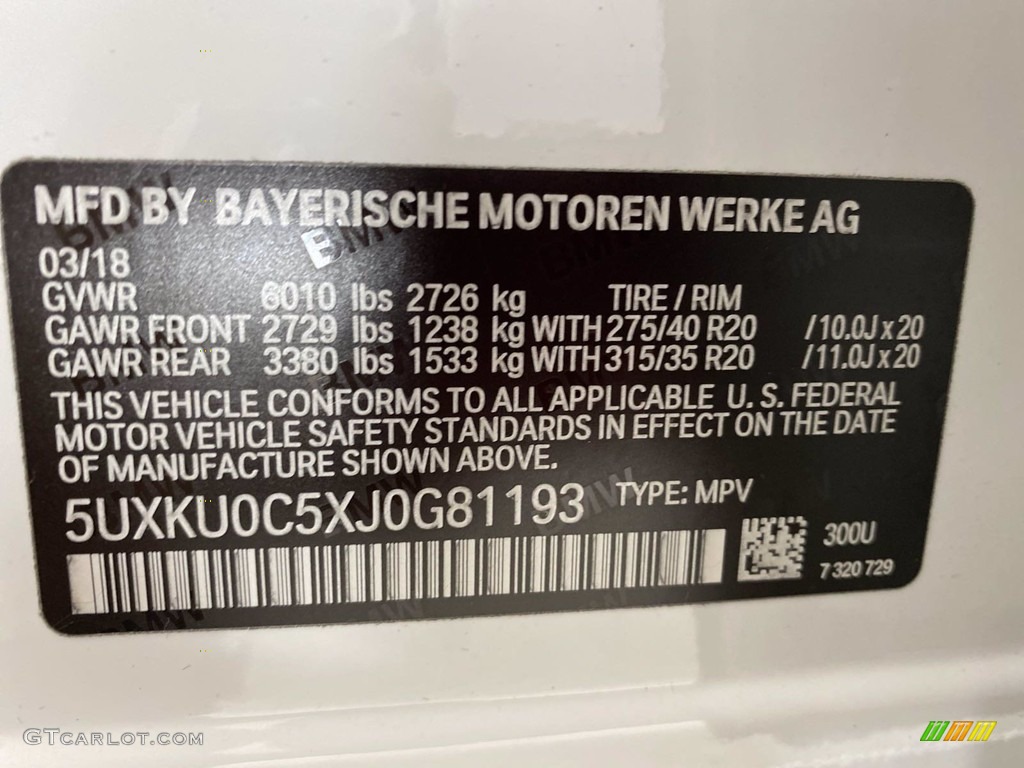 MFD BY BAYERISCHE MOTOREN WERKE AG
BMW
03/18
GVWR 6010 lbs 2726 kg TIRE / RIM
GAWR FRONT 2729 lbs 1238 kg WITH 275/40 R20 /10.0J x 20
GAWR REAR 3380 lbs 1533 kg WITH 315/35 R20 /11.0J x 20
THIS VEHICLE CONFORMS TO ALL APPLICABLE U. S. FEDERAL
MOTOR VEHICLE SAFETY STANDARDS IN EFFECT ON THE DATE
OF MANUFACTURE SHOWN ABOVE.
5UXKU0C5XJ0G81193 TYPE: MPV
300U
7 320 729
GTcarlot.com